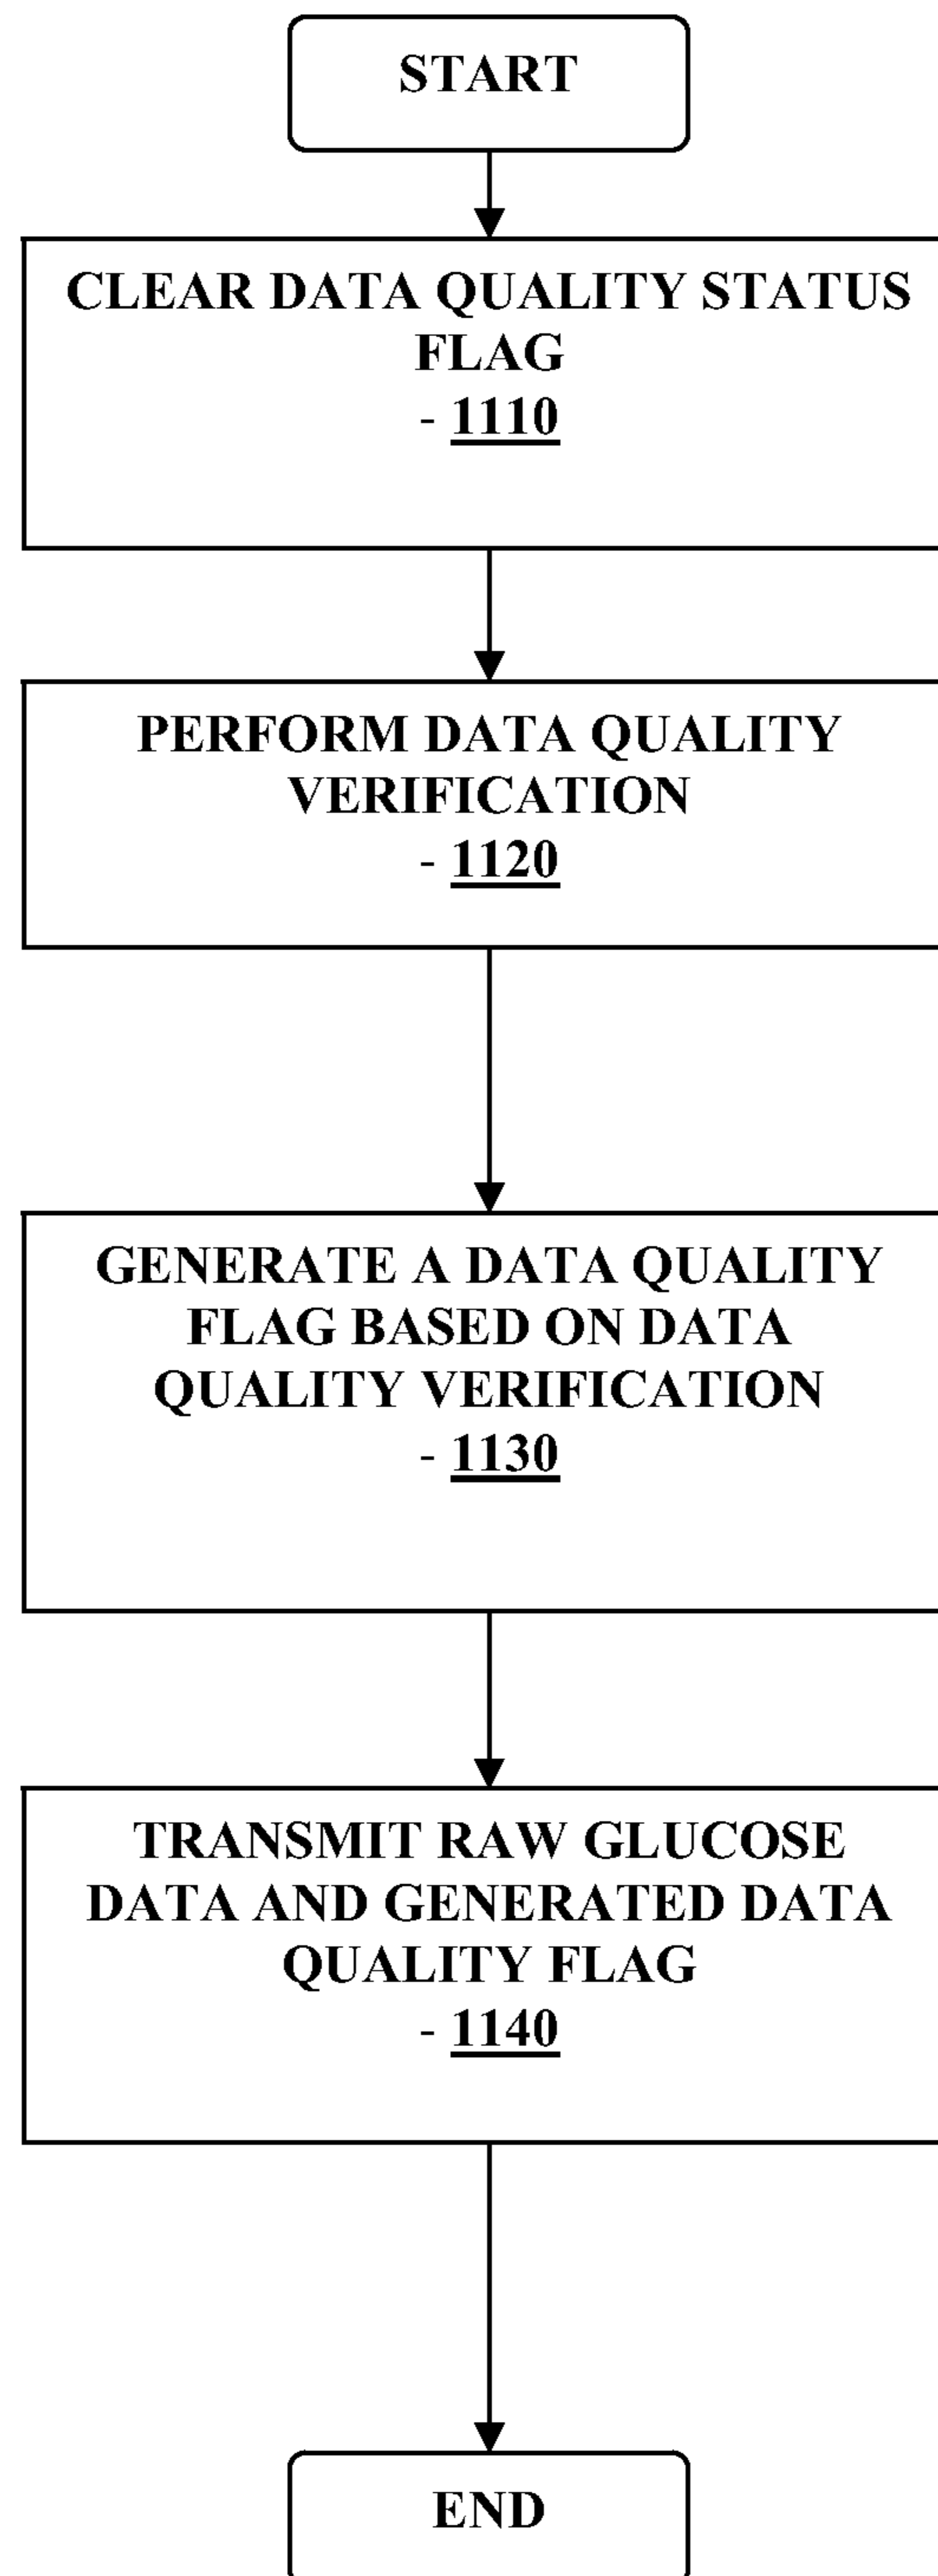 START
CLEAR DATA QUALITY STATUS
FLAG
- 1110
PERFORM DATA QUALITY
VERIFICATION
- 1120
GENERATE A DATA QUALITY
FLAG BASED ON DATA
QUALITY VERIFICATION
- 1130
TRANSMIT RAW GLUCOSE
DATA AND GENERATED DATA
QUALITY FLAG
- 1140
END